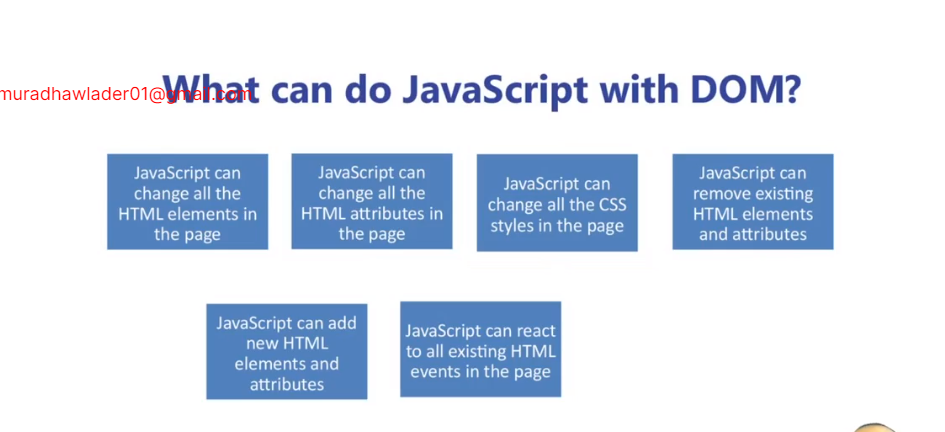 What can do JavaScript with DOM?
muradhawlader01@gmail.com
JavaScript can
change all the
HTML elements in
the page
JavaScript can
change all the
HTML attributes in
the page
JavaScript can
change all the CSS
styles in the page
JavaScript can
remove existing
HTML elements
and attributes
JavaScript can add
new HTML
elements and
attributes
JavaScript can react
to all existing HTML
events in the page